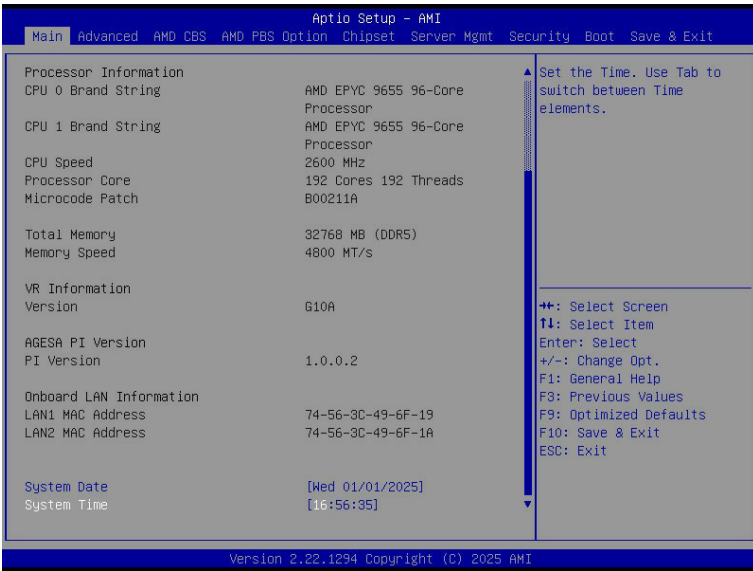 Aptio Setup – AMI
Main Advanced AMD CBS AMD PBS Option Chipset Server Mgmt Security Boot Save & Exit
Processor Information
CPU 0 Brand String AMD EPYC 9655 96-Core
Processor
CPU 1 Brand String AMD EPYC 9655 96-Core
Processor
CPU Speed 2600 MHz
Processor Core 192 Cores 192 Threads
Microcode Patch B00211A
Total Memory 32768 MB (DDR5)
Memory Speed 4800 MT/s
VR Information
Version G10A
AGESA PI Version
PI Version 1.0.0.2
Onboard LAN Information
LAN1 MAC Address 74-56-3C-49-6F-19
LAN2 MAC Address 74-56-3C-49-6F-1A
System Date [Wed 01/01/2025]
System Time [16:56:35]
Set the Time. Use Tab to
switch between Time
elements.
→←: Select Screen
↑↓: Select Item
Enter: Select
+/-: Change Opt.
F1: General Help
F3: Previous Values
F9: Optimized Defaults
F10: Save & Exit
ESC: Exit
Version 2.22.1294 Copyright (C) 2025 AMI